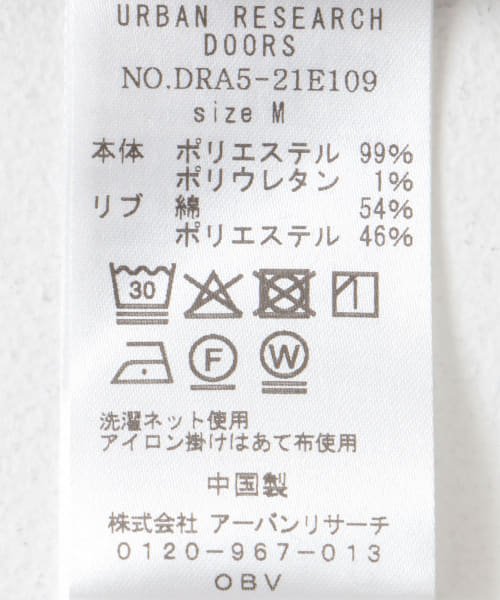 URBAN RESEARCH
DOORS
NO.DRA5-21E109
size M
本体 ポリエステル 99%
ポリウレタン 1%
リブ 綿 54%
ポリエステル 46%
30
F W
洗濯ネット使用
アイロン掛けはあて布使用
中国製
株式会社 アーバンリサーチ
0120-967-013
OBV